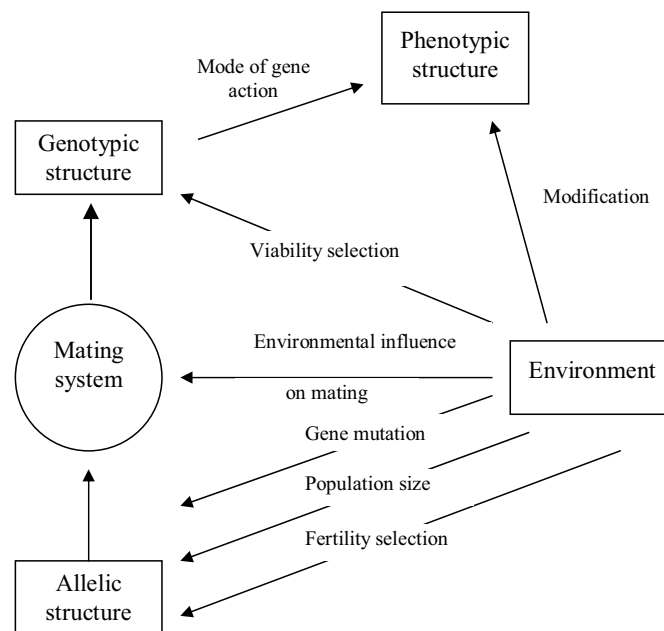 Phenotypic
structure
Mode of gene
action
Genotypic
structure
Modification
Viability selection
Environmental influence
on mating
Mating
system
Environment
Gene mutation
Population size
Fertility selection
Allelic
structure